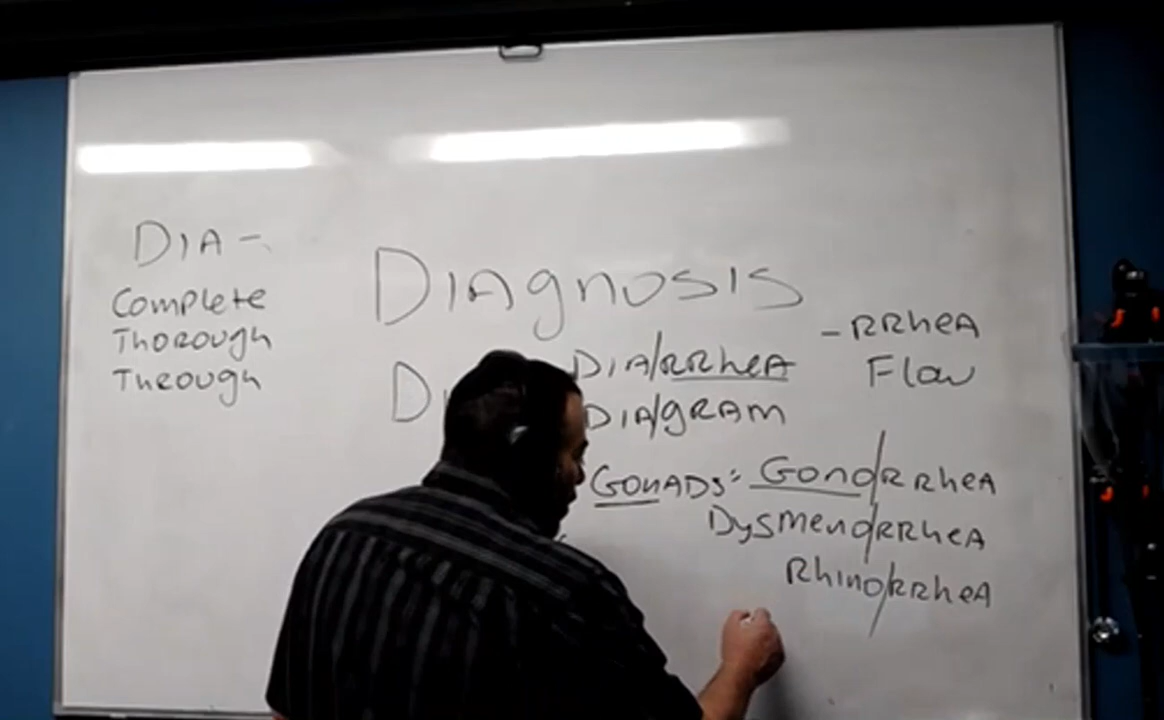 DIA-
Complete
Thorough
Through
DIAgnosis
DIA/RRheA
DIA/gRAM
-RRheA
Flow
GONADS: Gono/RRheA
Dysmeno/RRheA
Rhino/RRheA